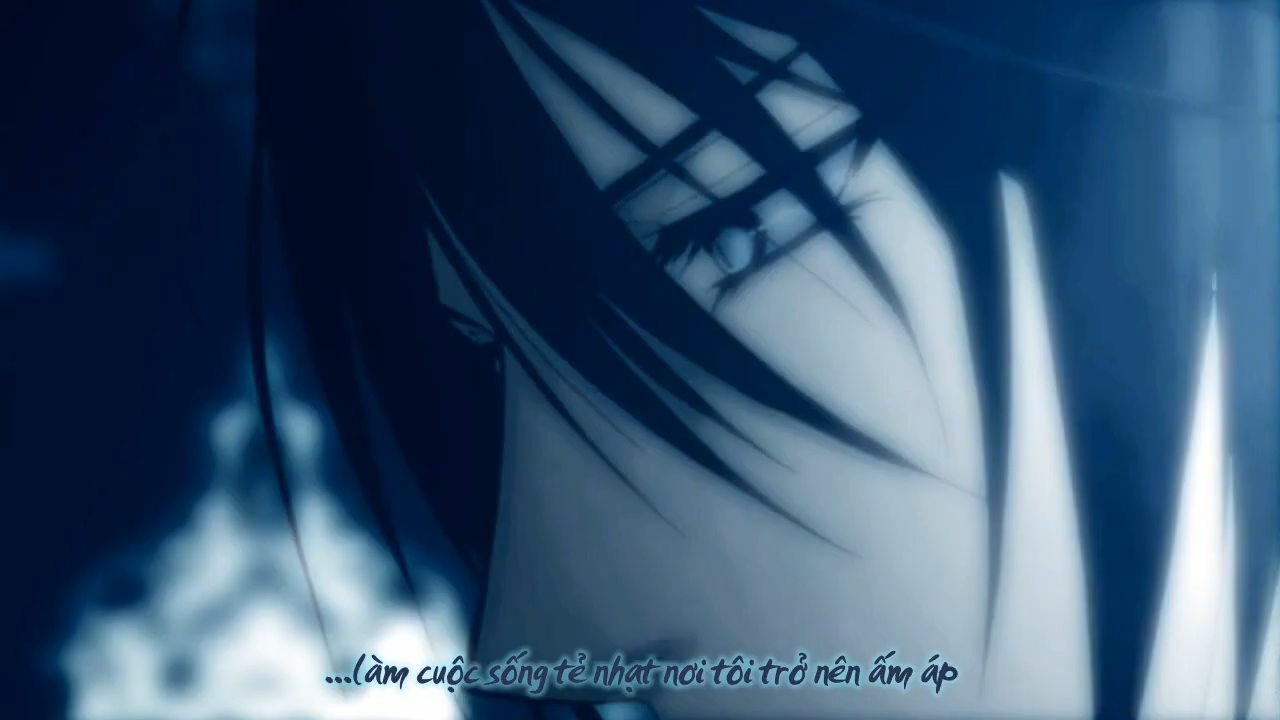 ...làm cuộc sống tẻ nhạt nơi tôi trở nên ấm áp